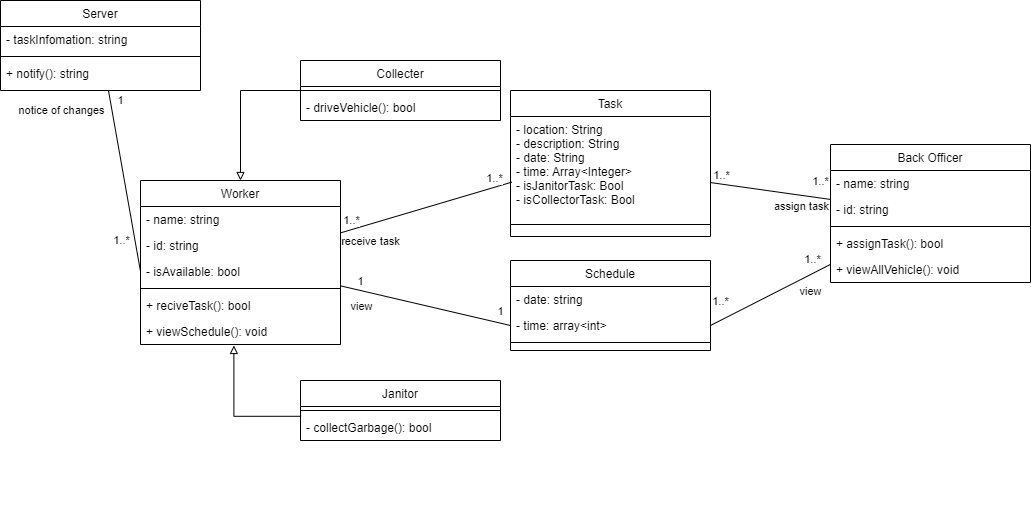 Server
- taskInfomation: string
+ notify(): string
1
notice of changes
1..*
Collecter
- driveVehicle(): bool
Worker
- name: string
- id: string
- isAvailable: bool
+ reciveTask(): bool
+ viewSchedule(): void
1..*
receive task
1..*
1
view
1
Janitor
- collectGarbage(): bool
Task
- location: String
- description: String
- date: String
- time: Array<Integer>
- isJanitorTask: Bool
- isCollectorTask: Bool
Schedule
- date: string
- time: array<int>
1..*
1..*
assign task
1..*
1..*
view
Back Officer
- name: string
- id: string
+ assignTask(): bool
+ viewAllVehicle(): void